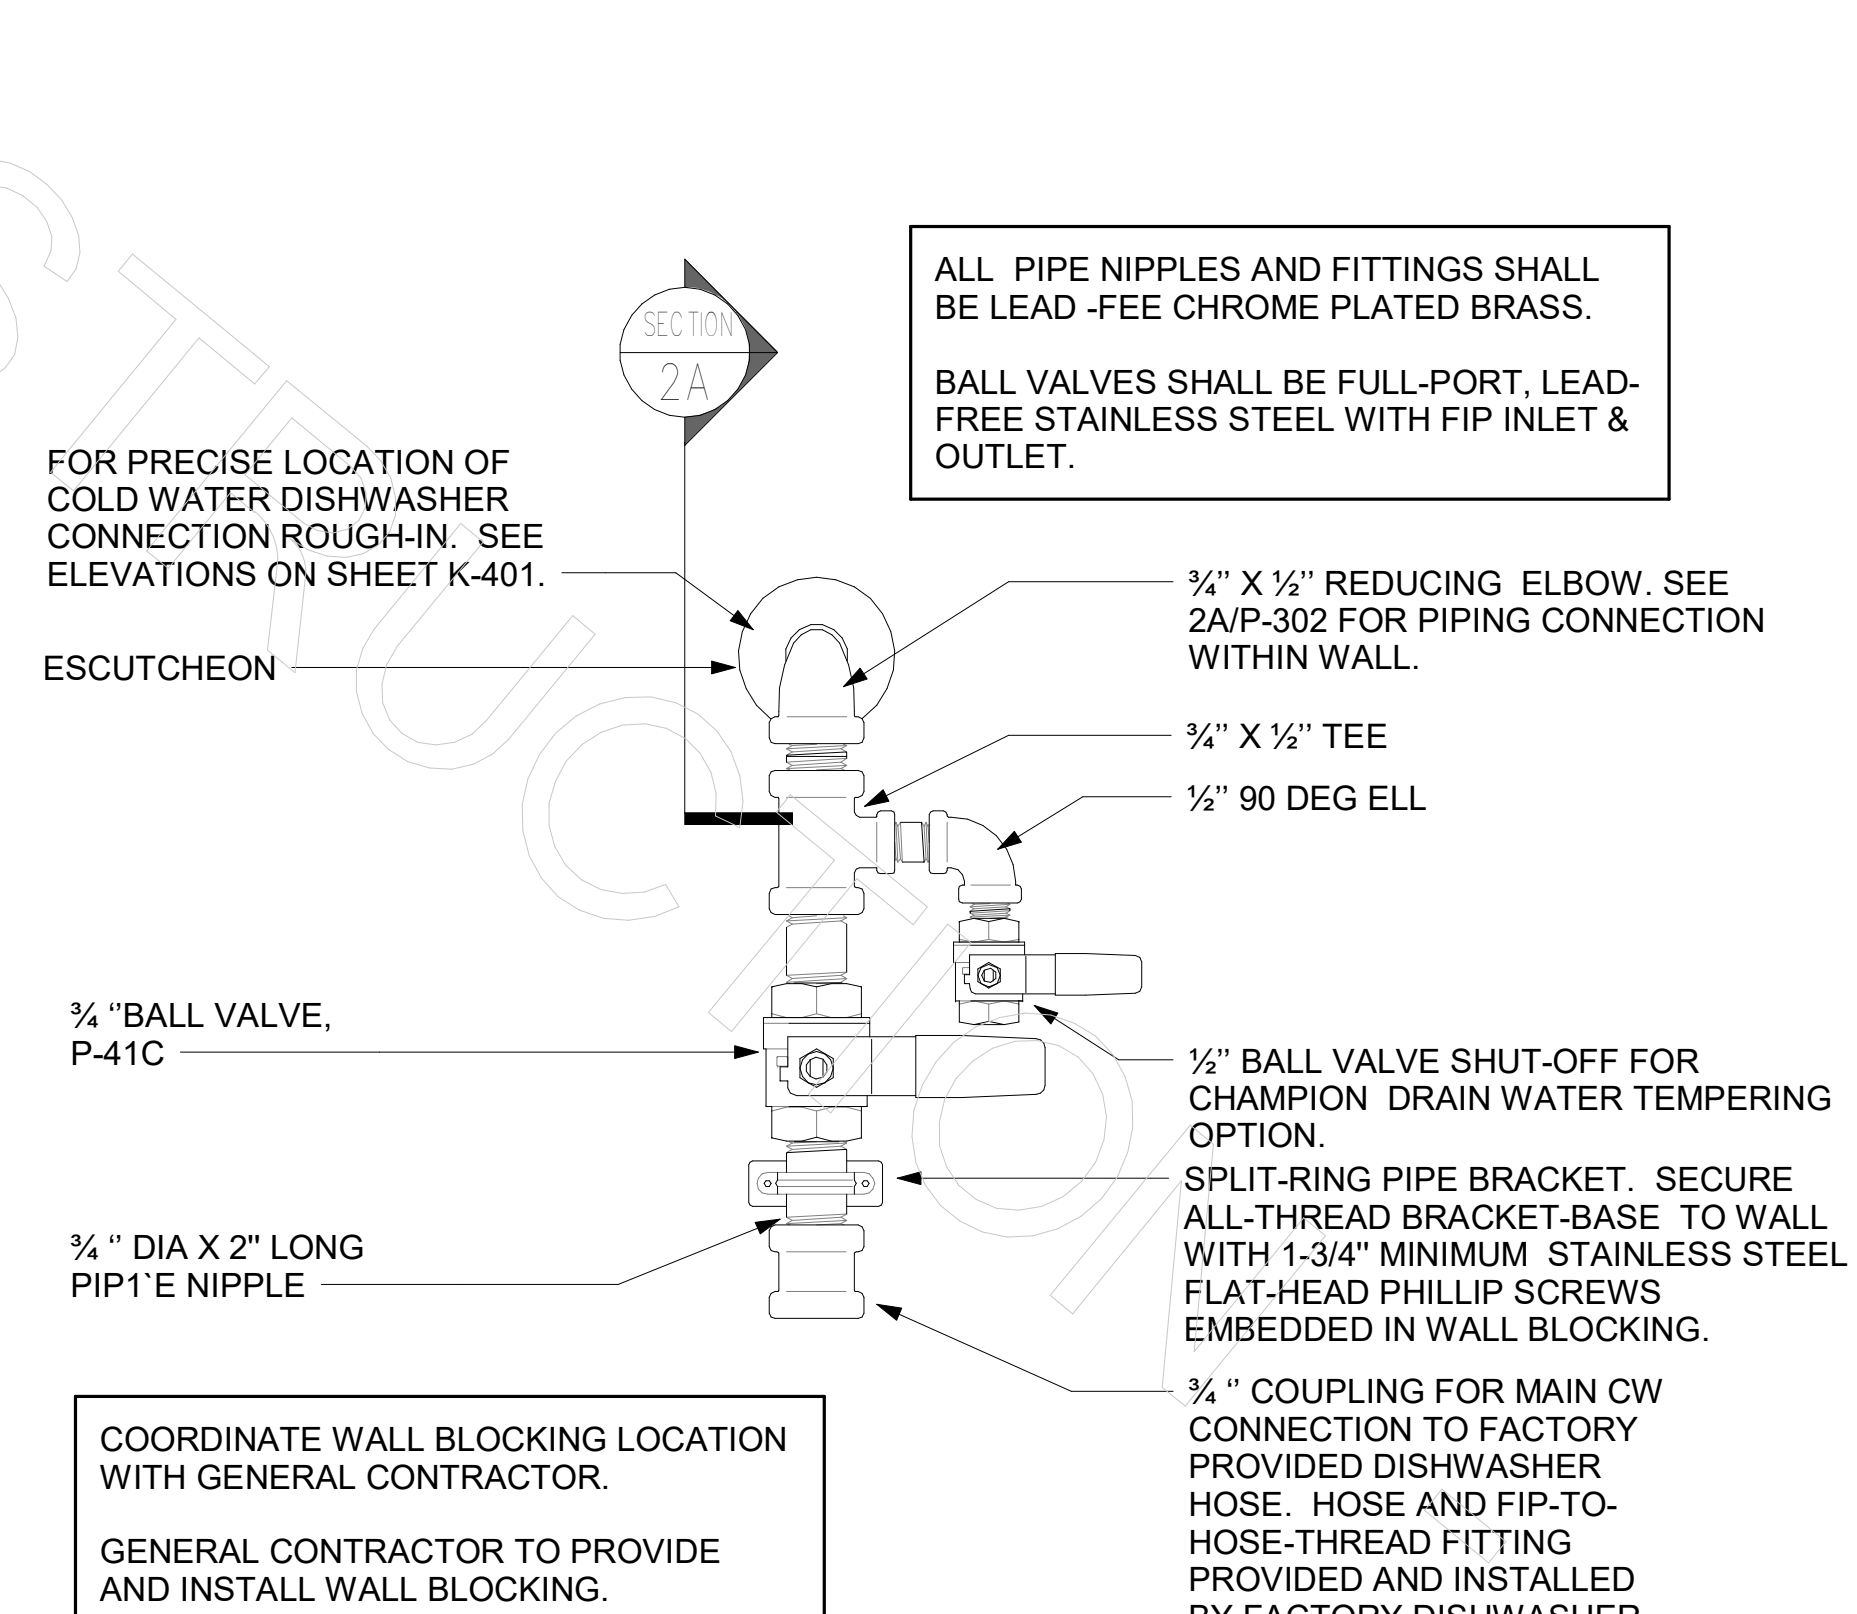 SECTION
2A
ALL PIPE NIPPLES AND FITTINGS SHALL
BE LEAD -FEE CHROME PLATED BRASS.
BALL VALVES SHALL BE FULL-PORT, LEAD-
FREE STAINLESS STEEL WITH FIP INLET &
OUTLET.
FOR PRECISE LOCATION OF
COLD WATER DISHWASHER
CONNECTION ROUGH-IN. SEE
ELEVATIONS ON SHEET K-401.
ESCUTCHEON
¾’’ X ½’’ REDUCING ELBOW. SEE
2A/P-302 FOR PIPING CONNECTION
WITHIN WALL.
¾’’ X ½’’ TEE
½’’ 90 DEG ELL
¾ ‘’BALL VALVE,
P-41C
½’’ BALL VALVE SHUT-OFF FOR
CHAMPION DRAIN WATER TEMPERING
OPTION.
SPLIT-RING PIPE BRACKET. SECURE
ALL-THREAD BRACKET-BASE TO WALL
WITH 1-3/4" MINIMUM STAINLESS STEEL
FLAT-HEAD PHILLIP SCREWS
EMBEDDED IN WALL BLOCKING.
¾ ‘’ DIA X 2" LONG
PIP1`E NIPPLE
¾ ‘’ COUPLING FOR MAIN CW
CONNECTION TO FACTORY
PROVIDED DISHWASHER
HOSE. HOSE AND FIP-TO-
HOSE-THREAD FITTING
PROVIDED AND INSTALLED
BY FACTORY DISHWASHER
COORDINATE WALL BLOCKING LOCATION
WITH GENERAL CONTRACTOR.
GENERAL CONTRACTOR TO PROVIDE
AND INSTALL WALL BLOCKING.
STRUCTION